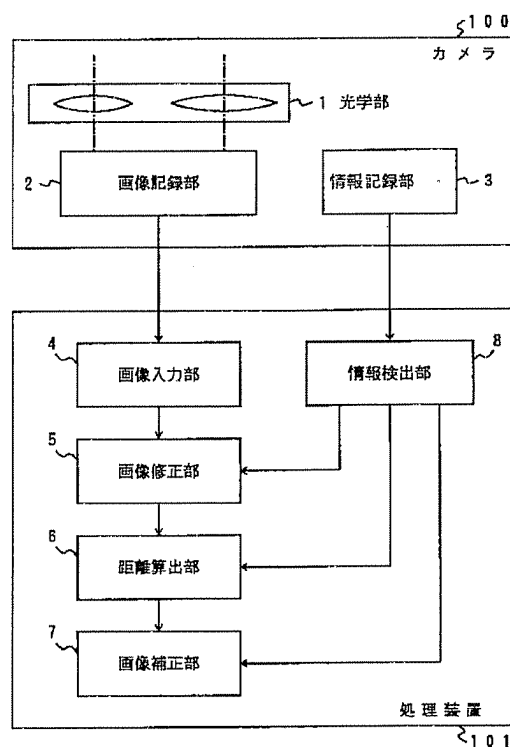 100
カメラ
1 光学部
2 画像記録部
情報記録部 3
4 画像入力部
情報検出部 8
5 画像修正部
6 距離算出部
7 画像補正部
処理装置
101